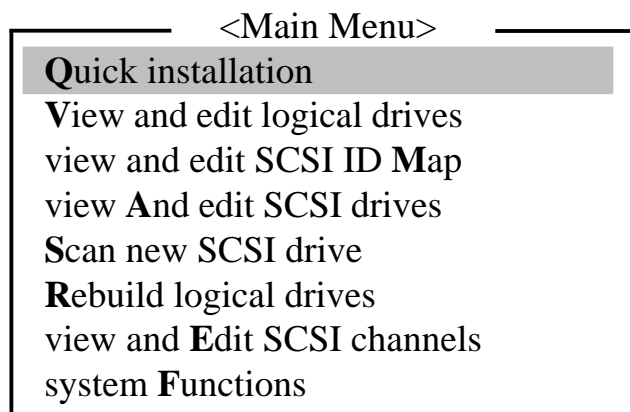 <Main Menu>
Quick installation
View and edit logical drives
view and edit SCSI ID Map
view And edit SCSI drives
Scan new SCSI drive
Rebuild logical drives
view and Edit SCSI channels
system Functions